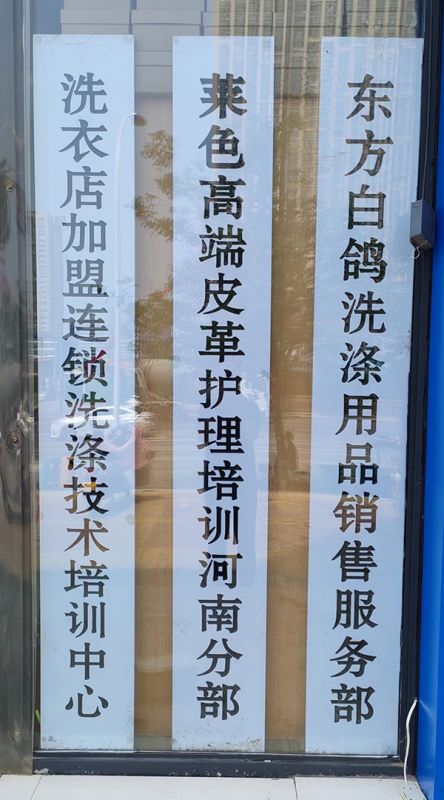 东方白鸽洗涤用品销售服务部
莱色高端皮革护理培训河南分部
洗衣店加盟连锁洗涤技术培训中心